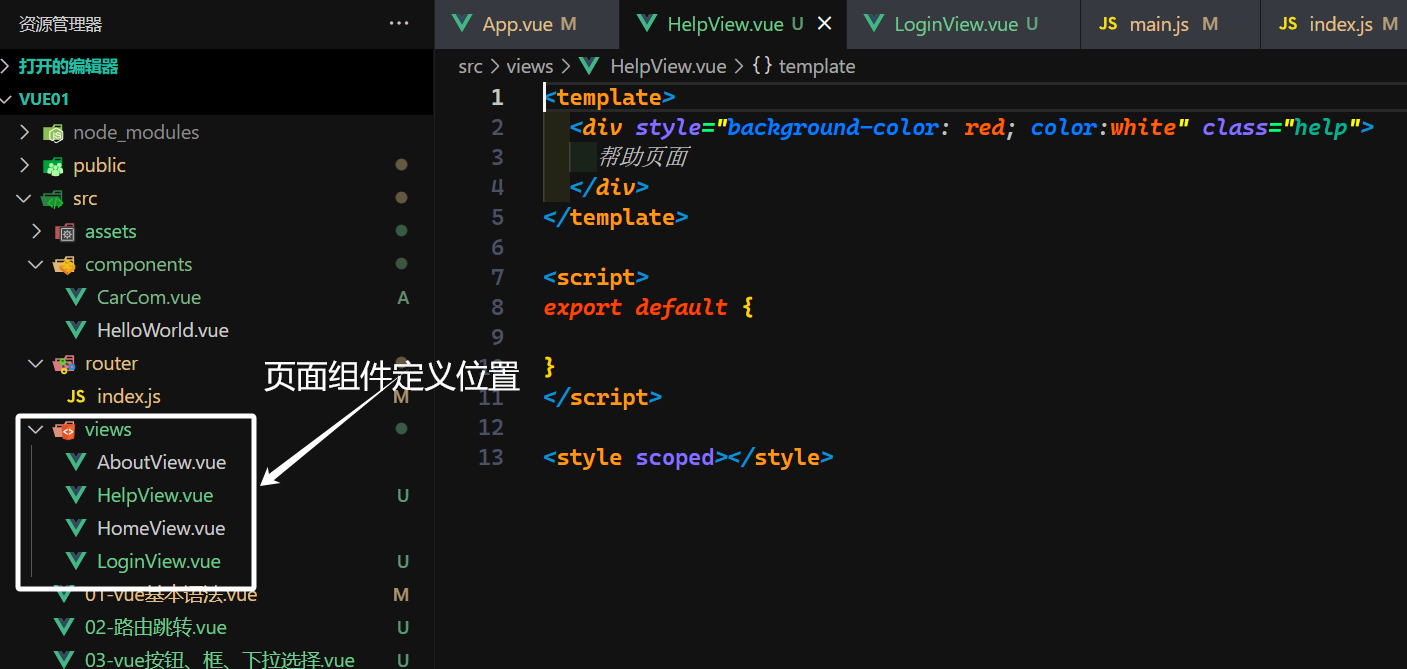 资源管理器 ···
打开的编辑器
VUE01
node_modules
public
src
assets
components
CarCom.vue A
HelloWorld.vue
router
JS index.js M
views
AboutView.vue
HelpView.vue U
HomeView.vue
LoginView.vue U
01-vue基本语法.vue M
02-路由跳转.vue U
03-vue按钮、框、下拉选择.vue U
页面组件定义位置
App.vue M HelpView.vue U × LoginView.vue U JS main.js M JS index.js M
src > views > HelpView.vue > {} template
1 <template>
2 <div style="background-color: red; color:white" class="help">
3 帮助页面
4 </div>
5 </template>
6
7 <script>
8 export default {
9
10 }
11 </script>
12
13 <style scoped></style>